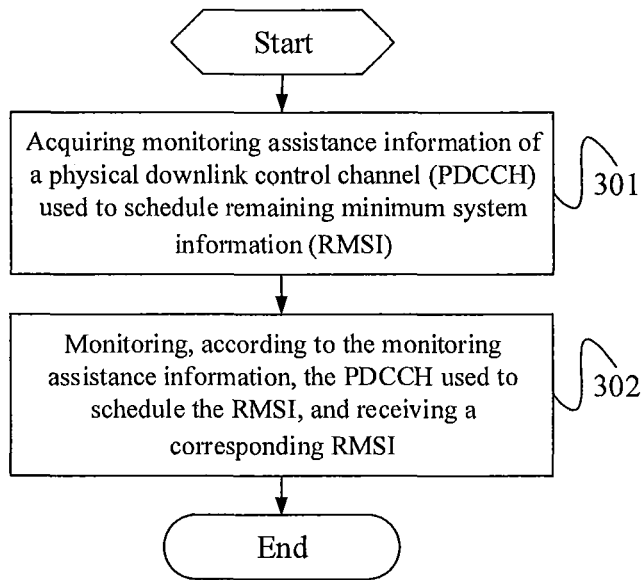 Start
Acquiring monitoring assistance information of
a physical downlink control channel (PDCCH)
used to schedule remaining minimum system
information (RMSI)
301
Monitoring, according to the monitoring
assistance information, the PDCCH used to
schedule the RMSI, and receiving a
corresponding RMSI
302
End